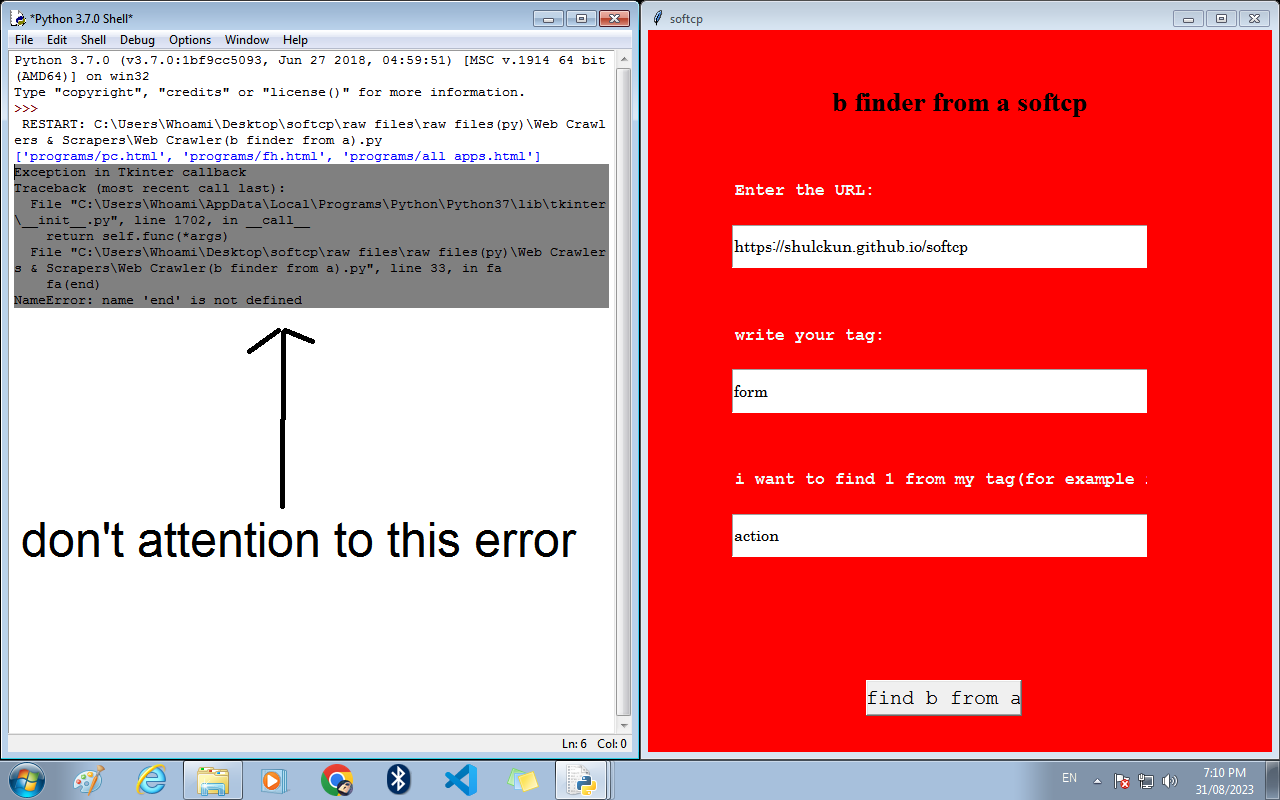 *Python 3.7.0 Shell*
File Edit Shell Debug Options Window Help
Python 3.7.0 (v3.7.0:1bf9cc5093, Jun 27 2018, 04:59:51) [MSC v.1914 64 bit
(AMD64)] on win32
Type "copyright", "credits" or "license()" for more information.
>>>
RESTART: C:\Users\Whoami\Desktop\softcp\raw files\raw files(py)\Web Crawl
ers & Scrapers\Web Crawler(b finder from a).py
['programs/pc.html', 'programs/fh.html', 'programs/all apps.html']
Exception in Tkinter callback
Traceback (most recent call last):
File "C:\Users\Whoami\AppData\Local\Programs\Python\Python37\lib\tkinter
\__init__.py", line 1702, in __call__
return self.func(*args)
File "C:\Users\Whoami\Desktop\softcp\raw files\raw files(py)\Web Crawler
s & Scrapers\Web Crawler(b finder from a).py", line 33, in fa
fa(end)
NameError: name 'end' is not defined
don't attention to this error
Ln: 6 Col: 0
softcp
b finder from a softcp
Enter the URL:
https://shulckun.github.io/softcp
write your tag:
form
i want to find 1 from my tag(for example
action
find b from a
EN
7:10 PM
31/08/2023